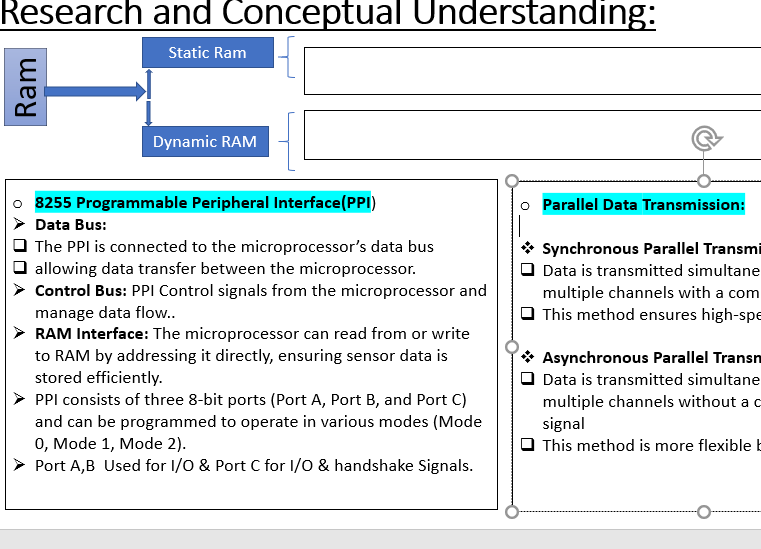 Research and Conceptual Understanding:
Ram
Static Ram
Dynamic RAM
8255 Programmable Peripheral Interface(PPI)
Data Bus:
The PPI is connected to the microprocessor's data bus
allowing data transfer between the microprocessor.
Control Bus: PPI Control signals from the microprocessor and
manage data flow..
RAM Interface: The microprocessor can read from or write
to RAM by addressing it directly, ensuring sensor data is
stored efficiently.
PPI consists of three 8-bit ports (Port A, Port B, and Port C)
and can be programmed to operate in various modes (Mode
0, Mode 1, Mode 2).
Port A,B Used for I/O & Port C for I/O & handshake Signals.
Parallel Data Transmission:
Synchronous Parallel Transmi
Data is transmitted simultane
multiple channels with a com
This method ensures high-spe
Asynchronous Parallel Transm
Data is transmitted simultane
multiple channels without a c
signal
This method is more flexible b